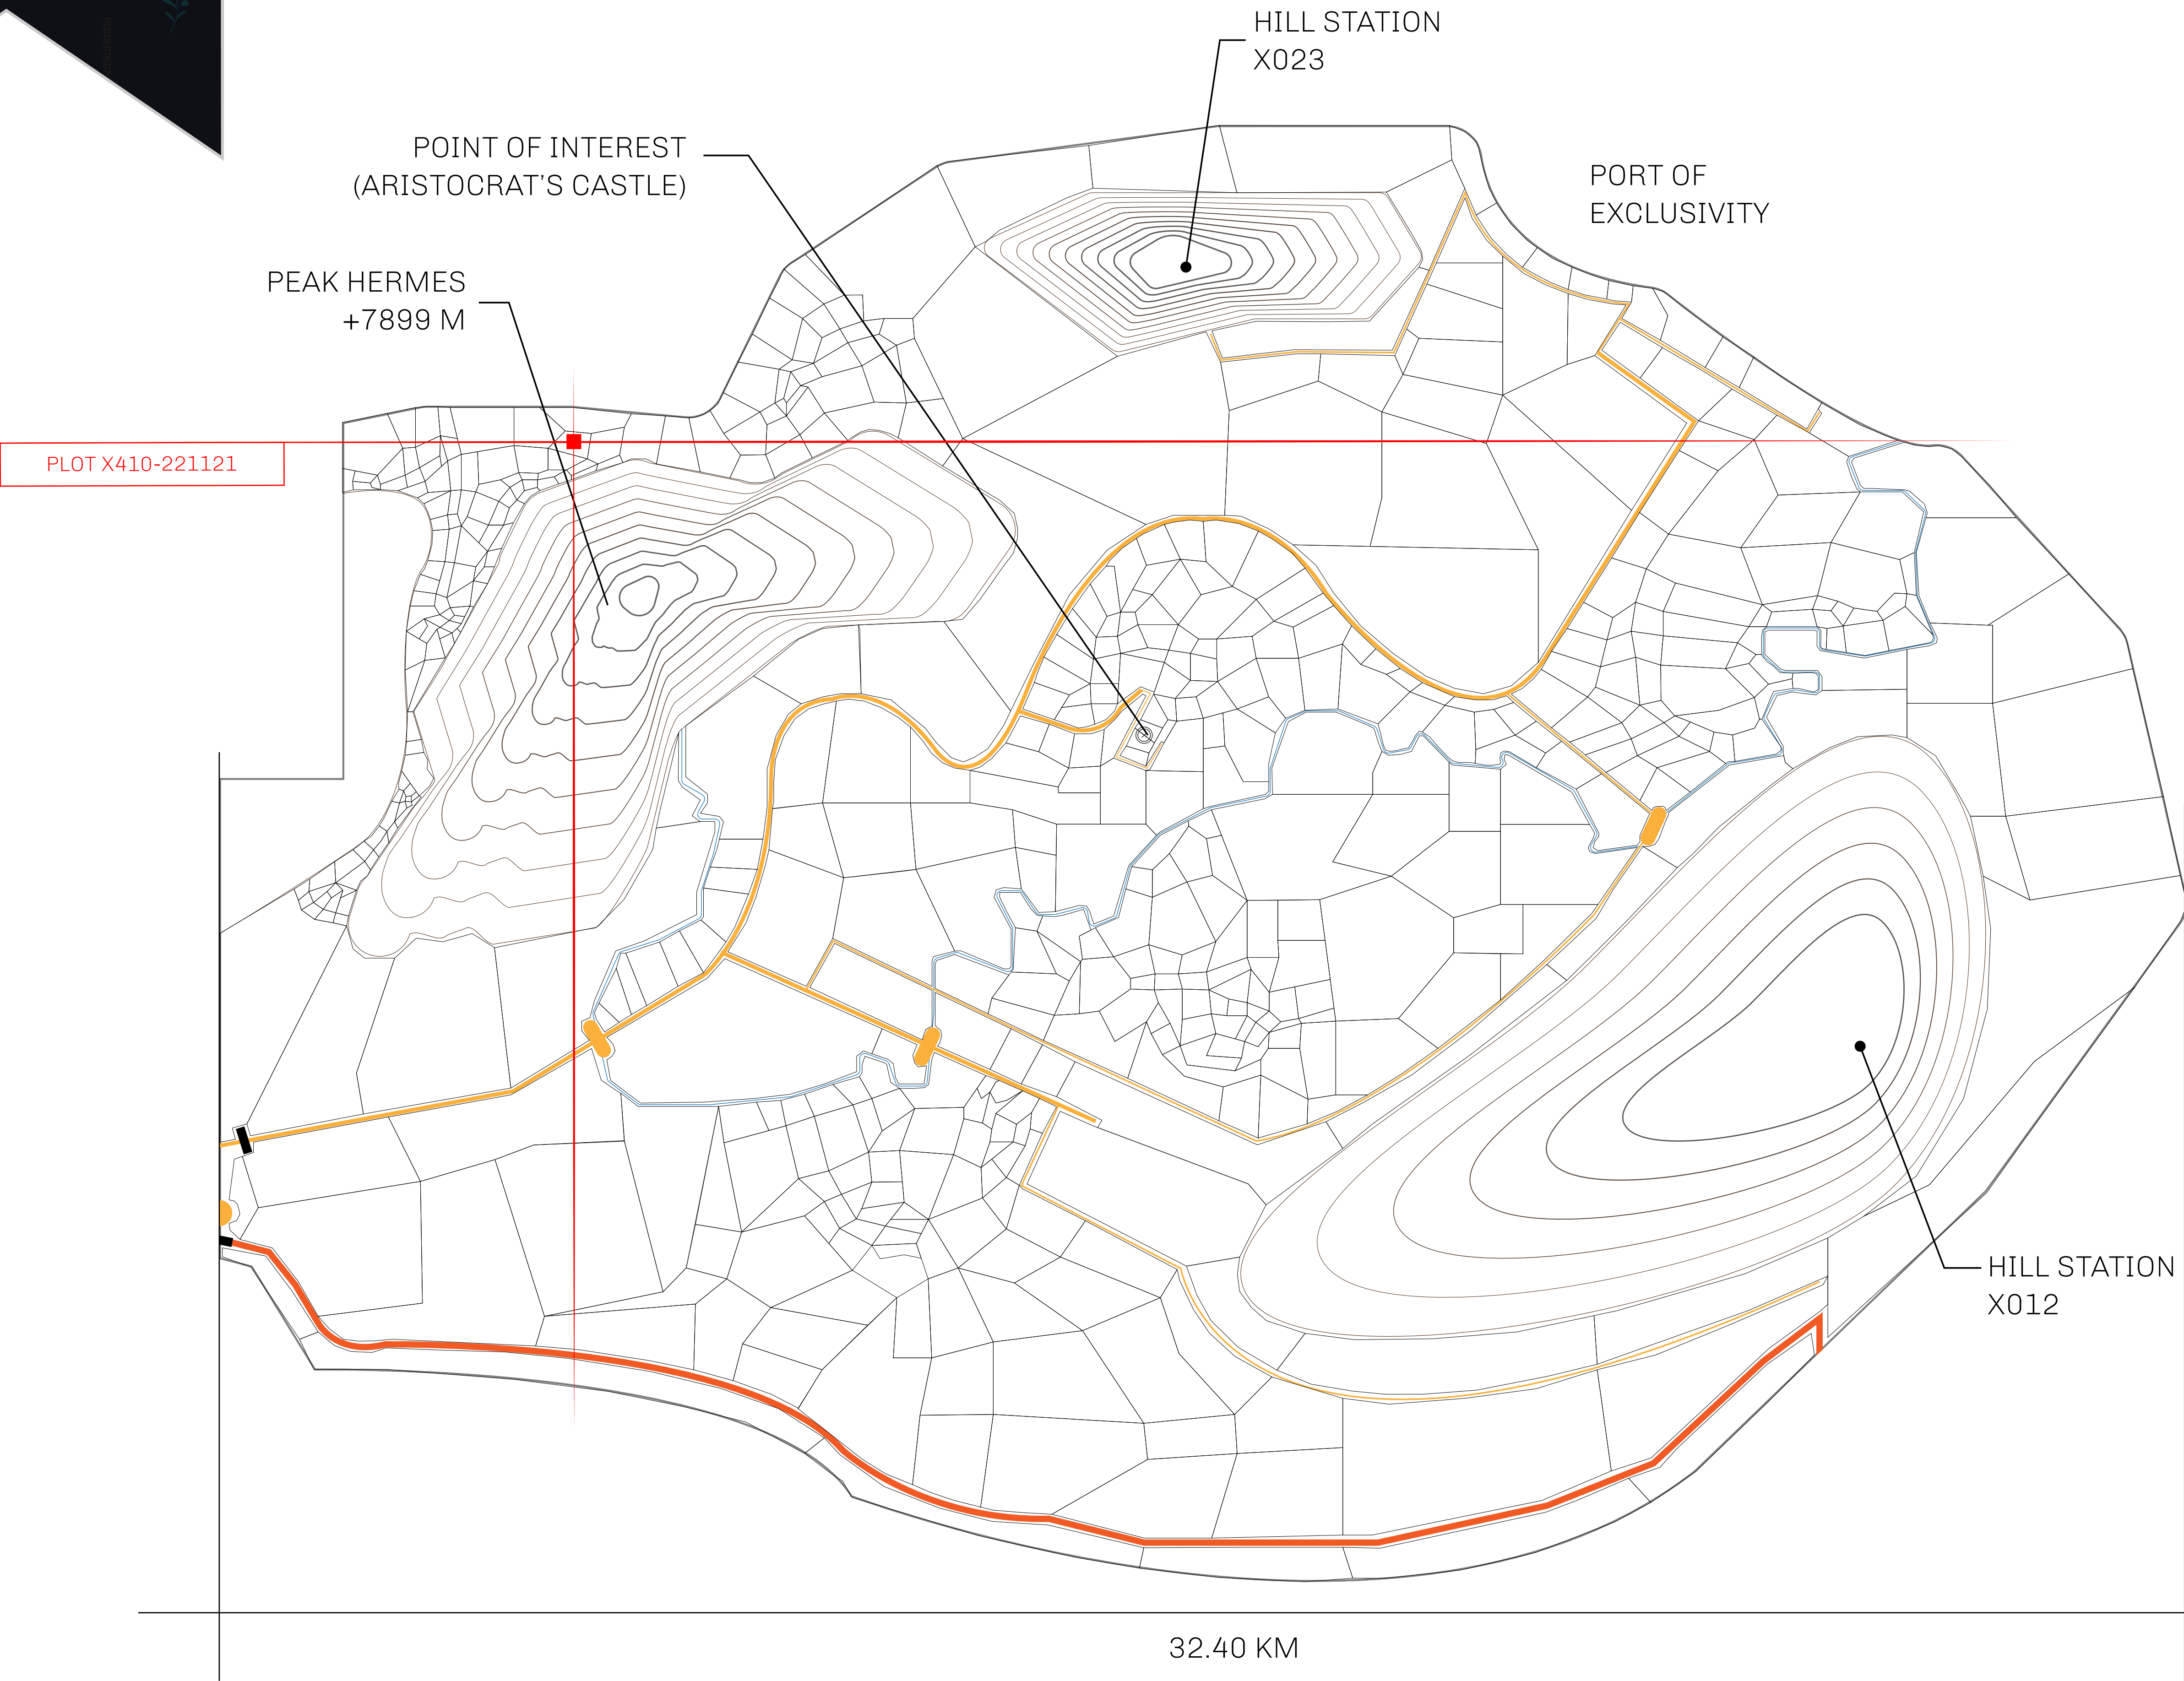 HILL STATION
X023
POINT OF INTEREST
(ARISTOCRAT'S CASTLE)
PORT OF
EXCLUSIVITY
PEAK HERMES
+7899 M
PLOT X410-221121
HILL STATION
X012
32.40 KM